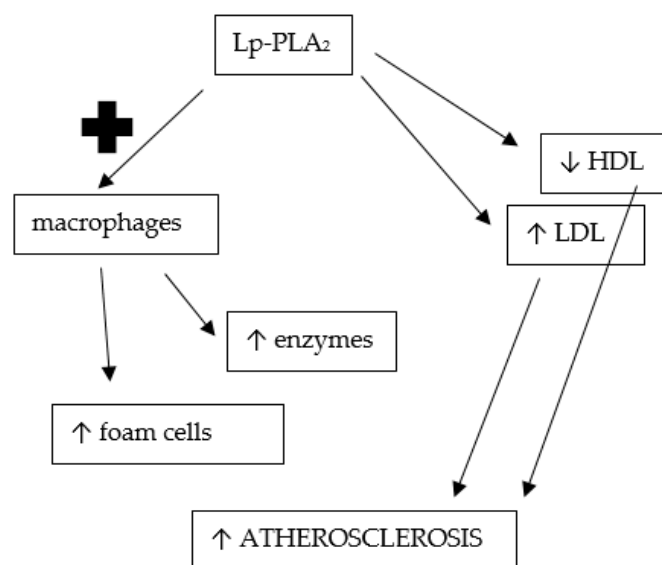 Lp-PLA₂
↓ HDL
macrophages
↑ LDL
↑ enzymes
↑ foam cells
↑ ATHEROSCLEROSIS